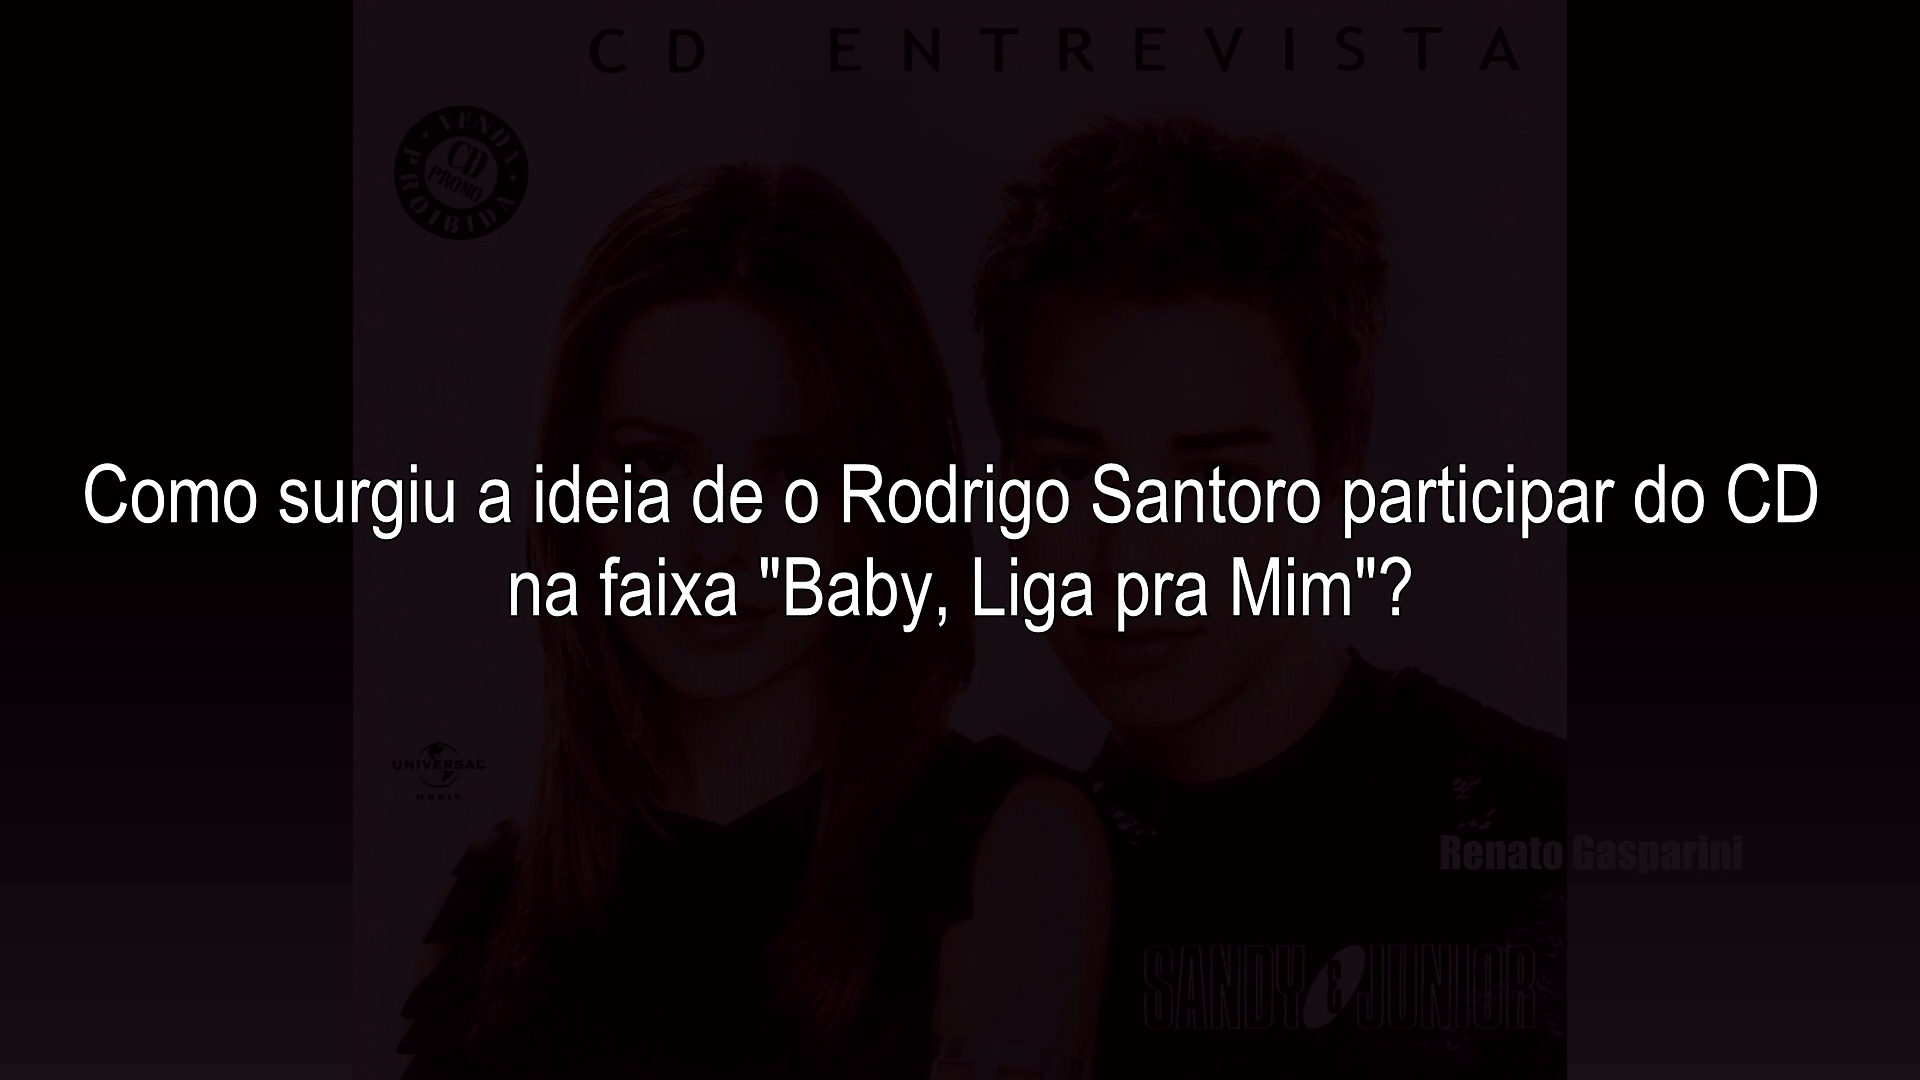 CD ENTREVISTA
VENDA
CD
PROMO
PROIBIDA
Como surgiu a ideia de o Rodrigo Santoro participar do CD
na faixa "Baby, Liga pra Mim"?
UNIVERSAL
MUSIC
Renato Gasparini
SANDY & JUNIOR